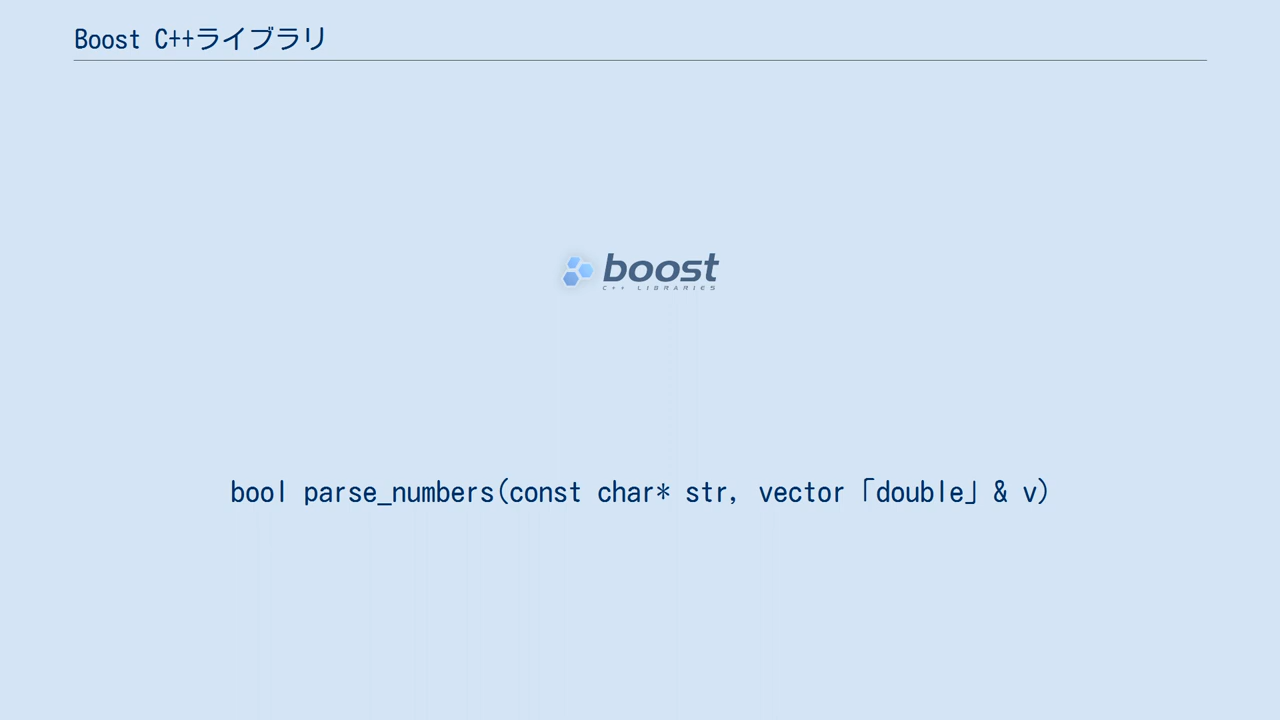 Boost C++ライブラリ
boost
C++ LIBRARIES
bool parse_numbers(const char* str, vector「double」& v)